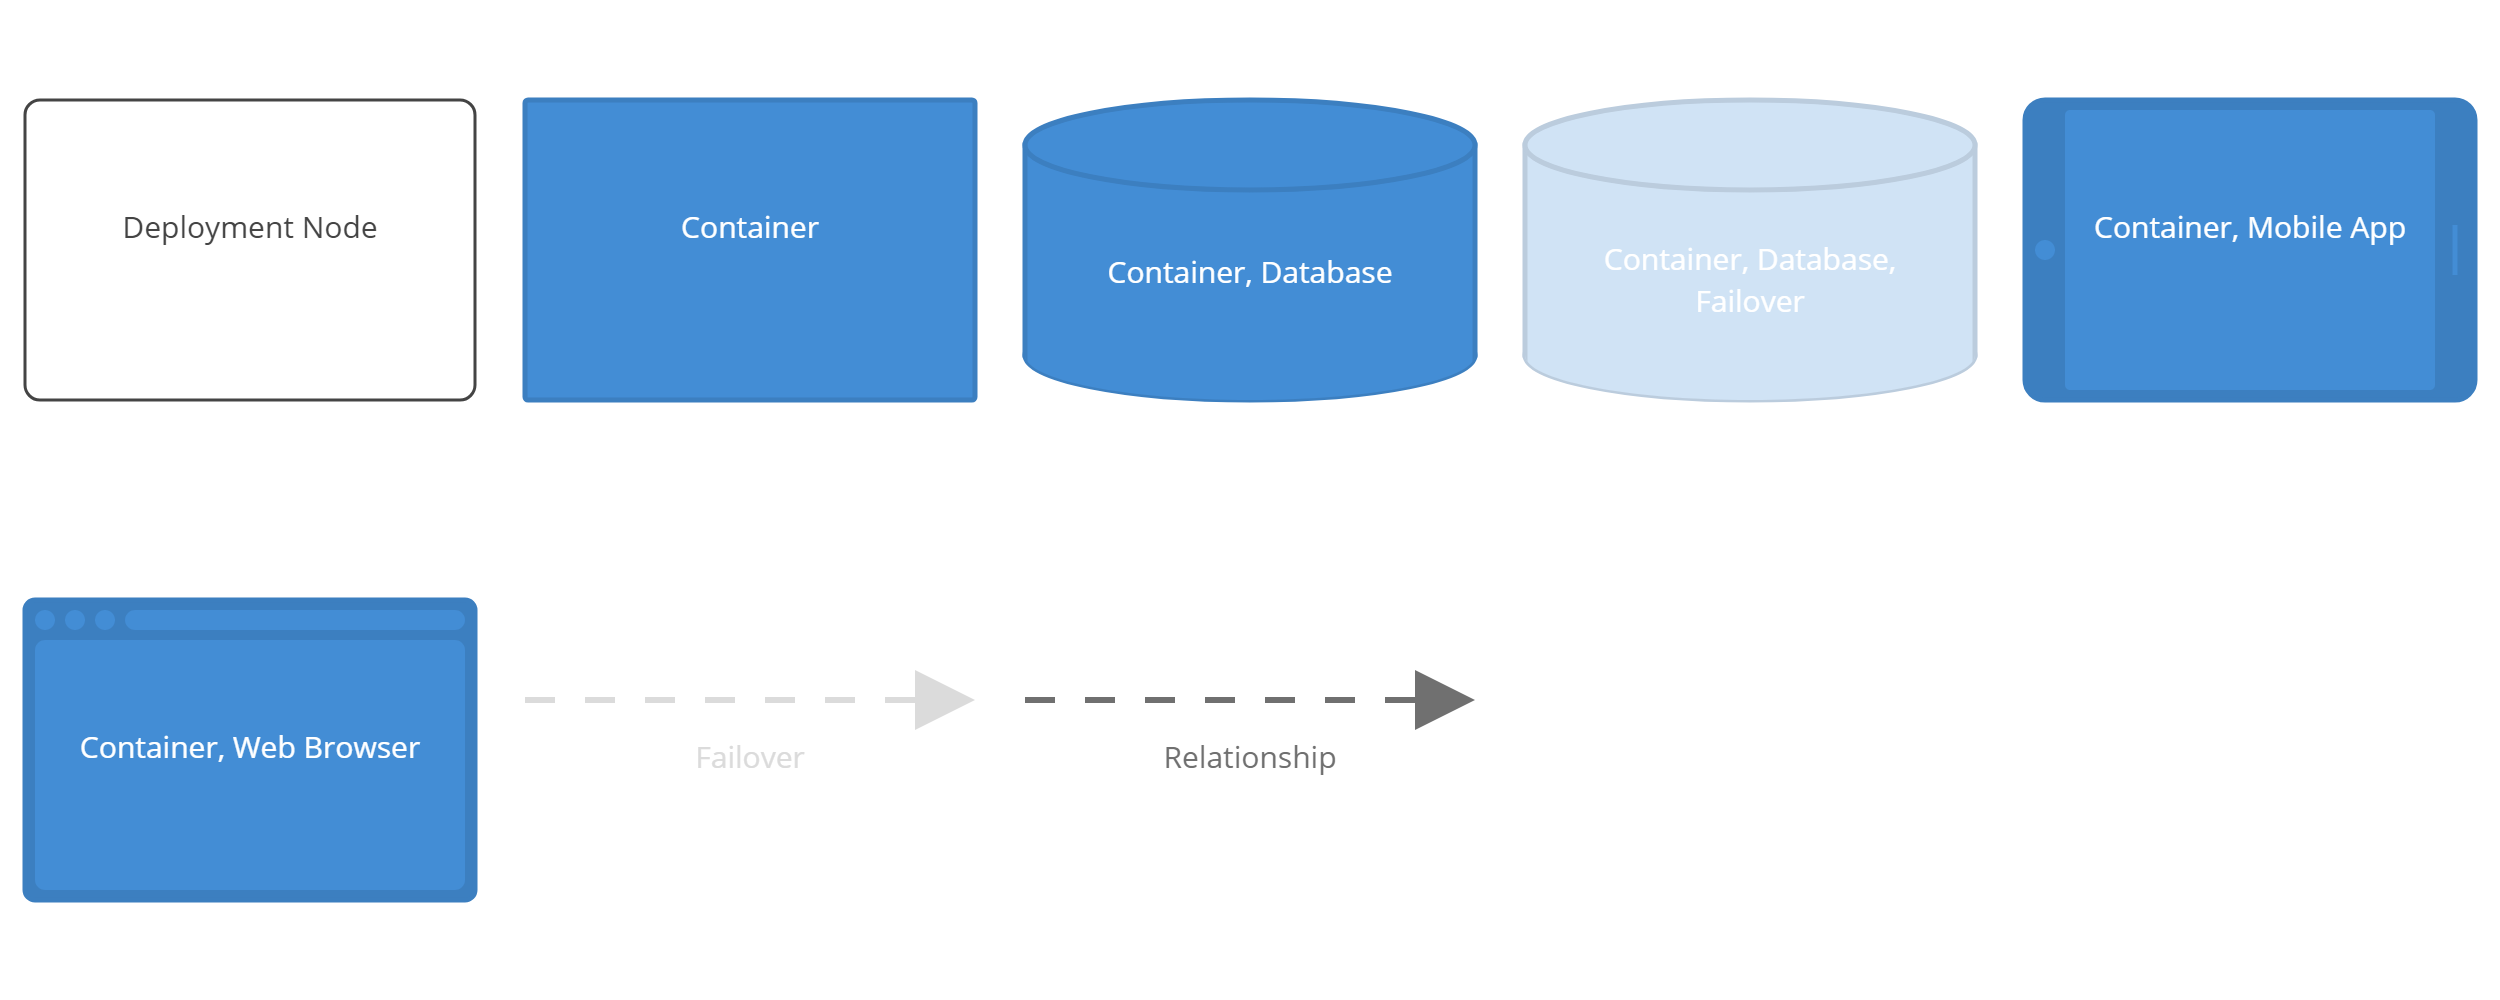 Deployment Node
Container
Container, Database
Container, Database,
Failover
Container, Mobile App
Container, Web Browser
Failover
Relationship